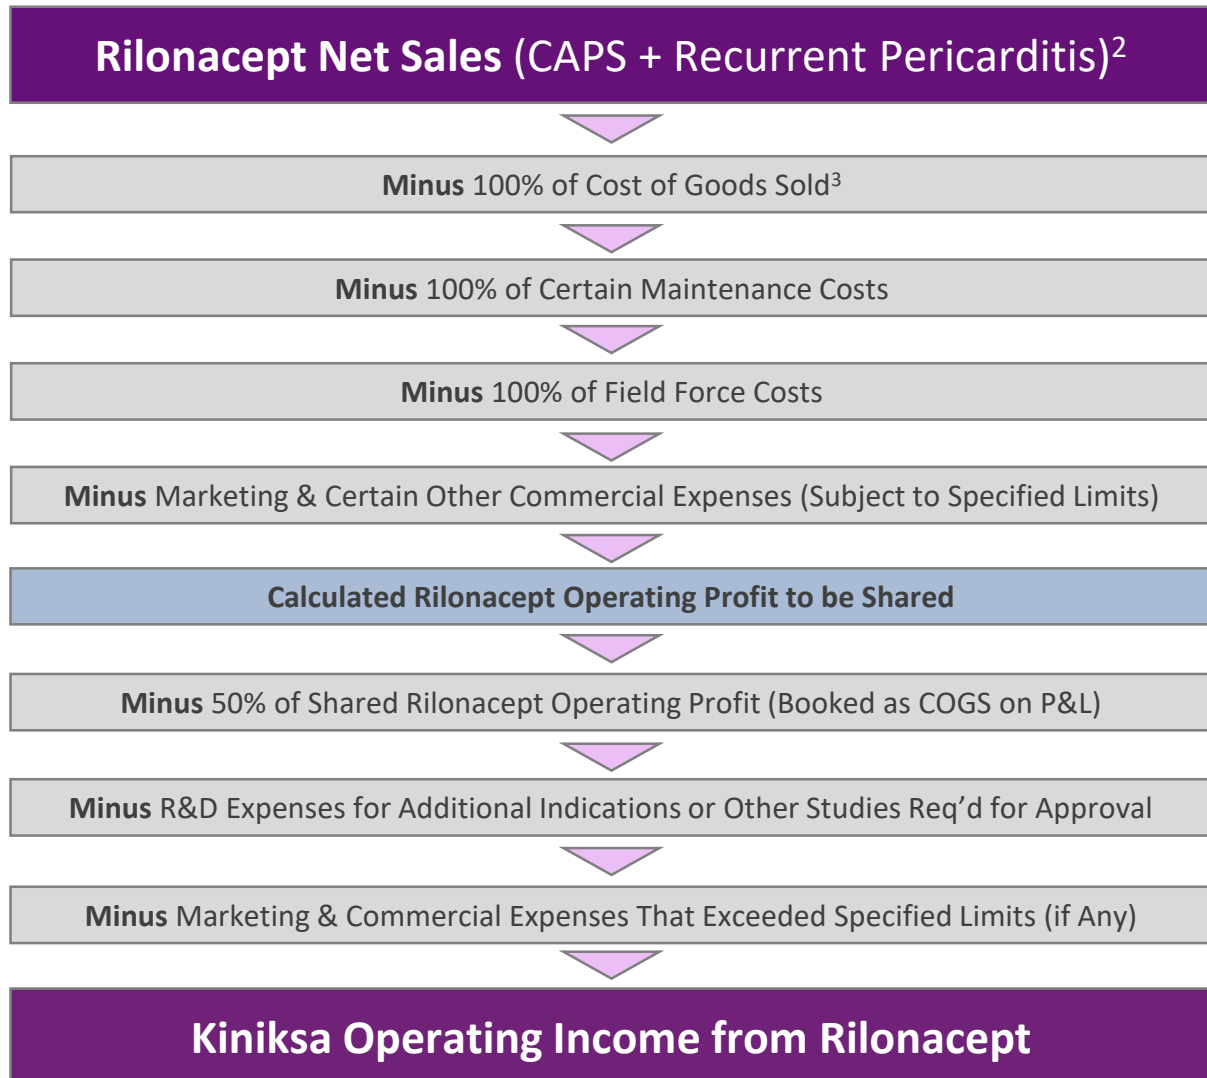 Rilonacept Net Sales (CAPS + Recurrent Pericarditis)²
Minus 100% of Cost of Goods Sold³
Minus 100% of Certain Maintenance Costs
Minus 100% of Field Force Costs
Minus Marketing & Certain Other Commercial Expenses (Subject to Specified Limits)
Calculated Rilonacept Operating Profit to be Shared
Minus 50% of Shared Rilonacept Operating Profit (Booked as COGS on P&L)
Minus R&D Expenses for Additional Indications or Other Studies Req’d for Approval
Minus Marketing & Commercial Expenses That Exceeded Specified Limits (if Any)
Kiniksa Operating Income from Rilonacept